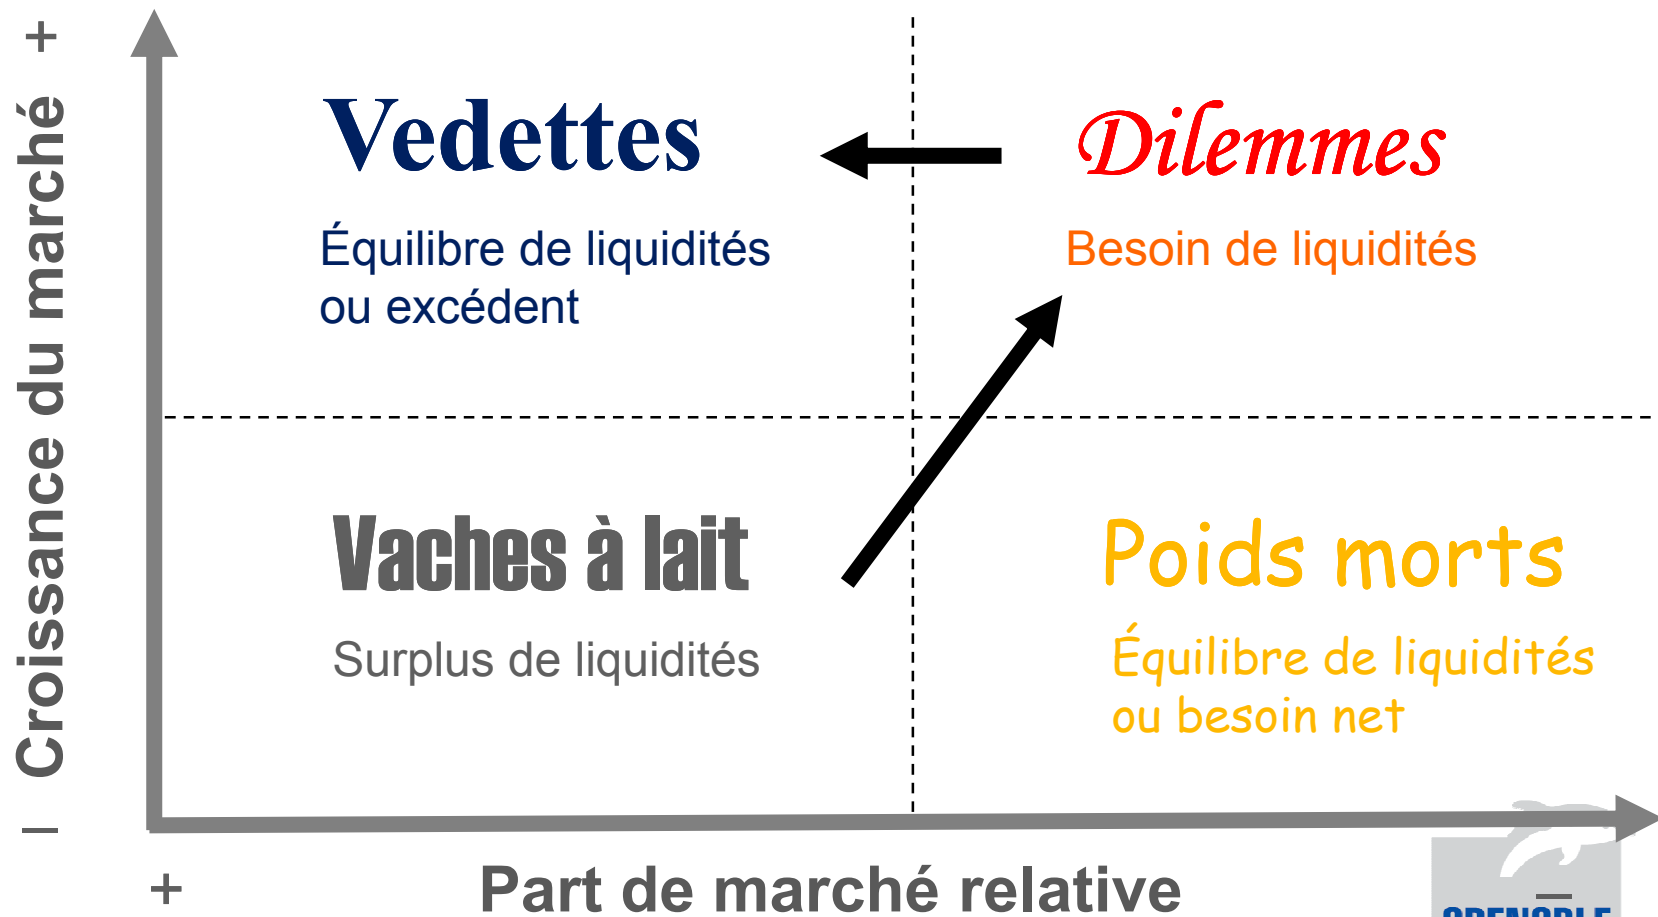 +
Croissance du marché
–
Vedettes
Équilibre de liquidités
ou excédent
Dilemmes
Besoin de liquidités
Vaches à lait
Surplus de liquidités
Poids morts
Équilibre de liquidités
ou besoin net
+
Part de marché relative
–
GRENOBLE